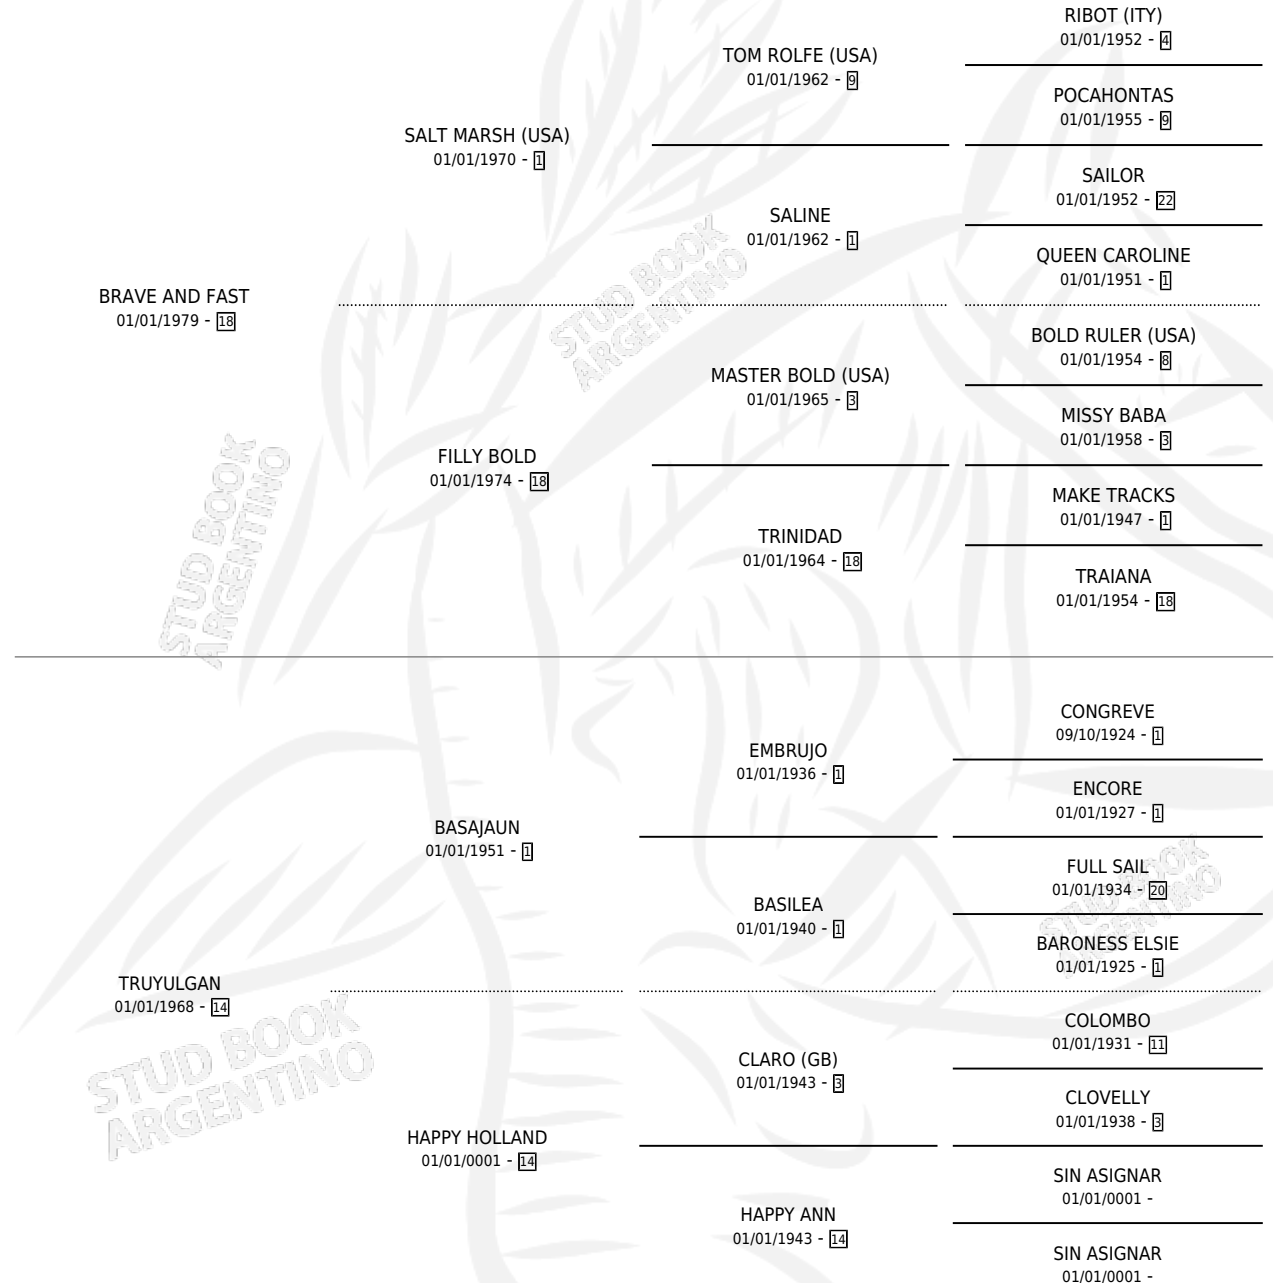 RIBOT (ITY)
01/01/1952 - 4
TOM ROLFE (USA)
01/01/1962 - 9
POCAHONTAS
01/01/1955 - 9
SALT MARSH (USA)
01/01/1970 - 1
SAILOR
01/01/1952 - 22
SALINE
01/01/1962 - 1
QUEEN CAROLINE
01/01/1951 - 1
BRAVE AND FAST
01/01/1979 - 18
BOLD RULER (USA)
01/01/1954 - 8
MASTER BOLD (USA)
01/01/1965 - 3
MISSY BABA
01/01/1958 - 3
FILLY BOLD
01/01/1974 - 18
MAKE TRACKS
01/01/1947 - 1
TRINIDAD
01/01/1964 - 18
TRAIANA
01/01/1954 - 18
STUD BOOK
ARGENTINO
STUD BOOK
ARGENTINO
CONGREVE
09/10/1924 - 1
EMBRUJO
01/01/1936 - 1
ENCORE
01/01/1927 - 1
BASAJAUN
01/01/1951 - 1
FULL SAIL
01/01/1934 - 20
BASILEA
01/01/1940 - 1
BARONESS ELSIE
01/01/1925 - 1
TRUYULGAN
01/01/1968 - 14
COLOMBO
01/01/1931 - 11
CLARO (GB)
01/01/1943 - 3
CLOVELLY
01/01/1938 - 3
HAPPY HOLLAND
01/01/0001 - 14
SIN ASIGNAR
01/01/0001 -
HAPPY ANN
01/01/1943 - 14
SIN ASIGNAR
01/01/0001 -
STUD BOOK
ARGENTINO
STUD BOOK
ARGENTINO